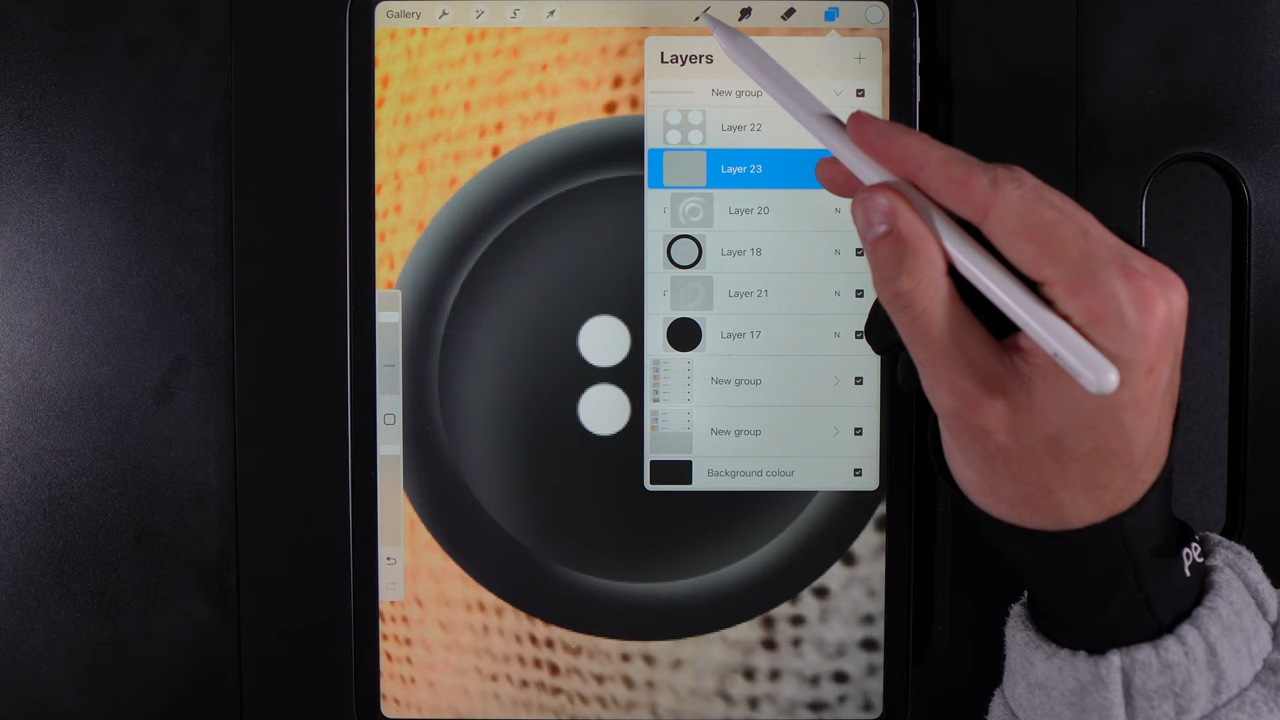 Gallery
Layers
New group
Layer 22
Layer 23
Layer 20 N
Layer 18 N
Layer 21 N
Layer 17 N
New group
New group
Background colour